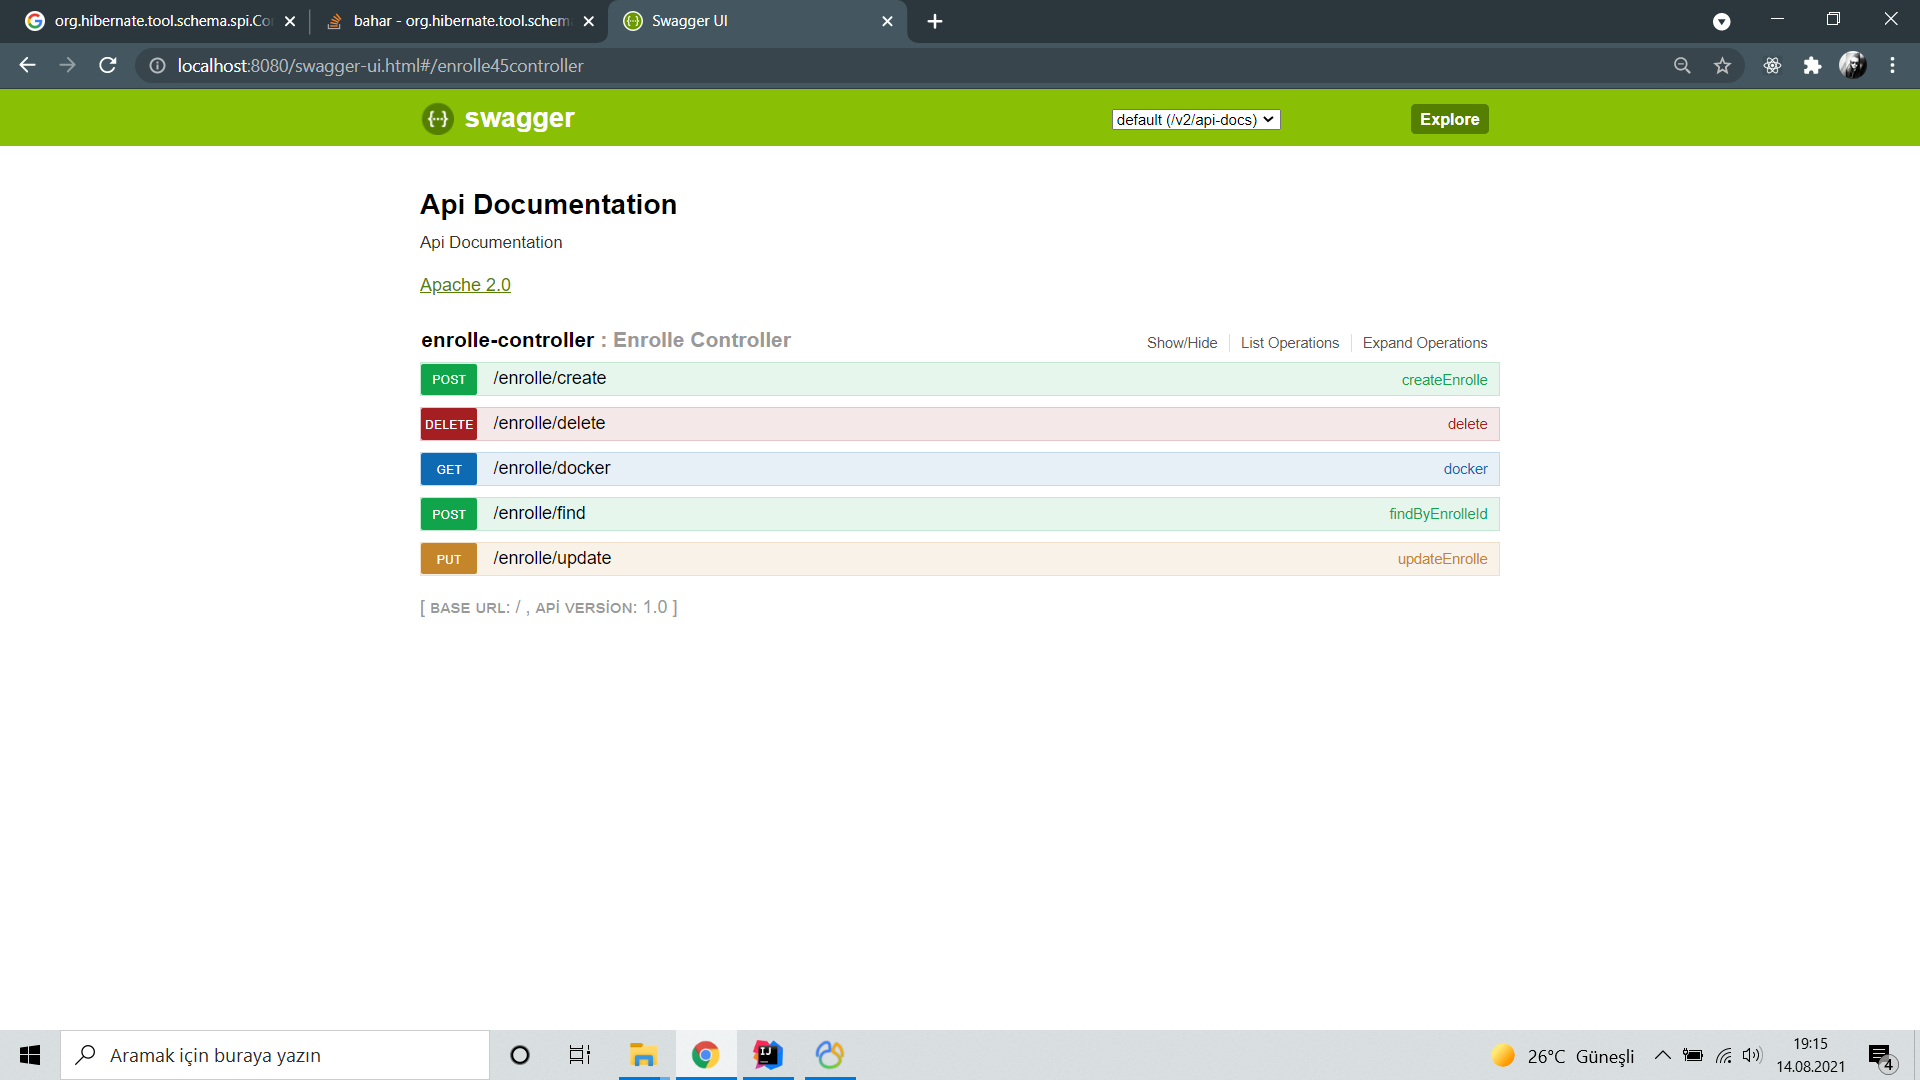 org.hibernate.tool.schema.spi.Co
bahar - org.hibernate.tool.schem
Swagger UI
localhost:8080/swagger-ui.html#/enrolle45controller
{···} swagger
default (/v2/api-docs)
Explore
Api Documentation
Api Documentation
Apache 2.0
enrolle-controller : Enrolle Controller
Show/Hide
List Operations
Expand Operations
POST /enrolle/create createEnrolle
DELETE /enrolle/delete delete
GET /enrolle/docker docker
POST /enrolle/find findByEnrolleId
PUT /enrolle/update updateEnrolle
[ BASE URL: / , APİ VERSİON: 1.0 ]
Aramak için buraya yazın
IJ
26°C Güneşli
19:15
14.08.2021
4